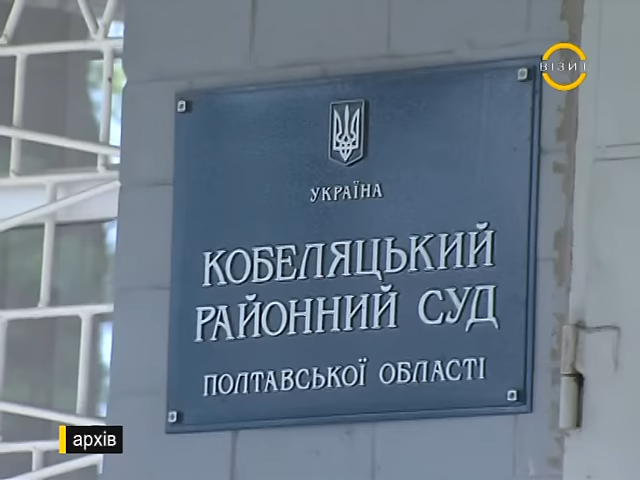 ВІЗИТ
УКРАЇНА
КОБЕЛЯЦЬКИЙ
РАЙОННИЙ СУД
ПОЛТАВСЬКОЇ ОБЛАСТІ
архів